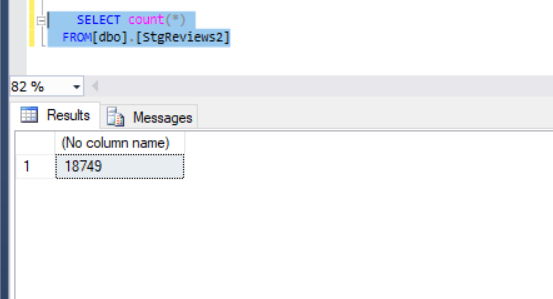 SELECT count(*)
FROM[dbo].[StgReviews2]
82 %
Results Messages
(No column name)
1 18749